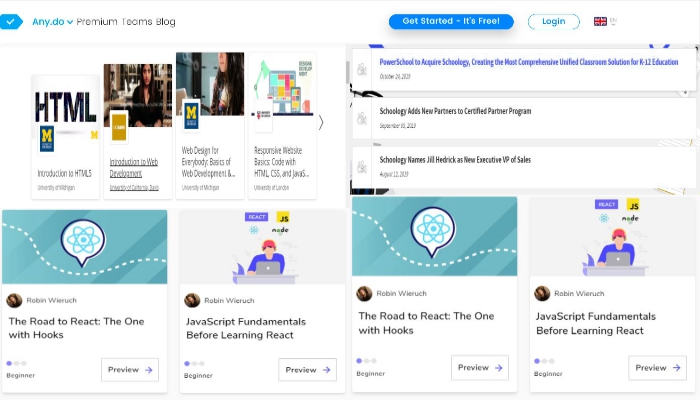 Any.do Premium Teams Blog
Get Started - It's Free!
Login
EN
HTML
Introduction to HTML5
University of Michigan
Introduction to Web
Development
University of California, Davis
Web Design for
Everybody: Basics of
Web Development &...
University of Michigan
DESIGN
DEVELOP
MENT
Responsive Website
Basics: Code with
HTML, CSS, and JavaS...
University of London
PowerSchool to Acquire Schoology, Creating the Most Comprehensive Unified Classroom Solution for K-12 Education
October 24, 2019
Schoology Adds New Partners to Certified Partner Program
September 05, 2019
Schoology Names Jill Hedrick as New Executive VP of Sales
August 12, 2019
Robin Wieruch
The Road to React: The One
with Hooks
Beginner
Preview
REACT
JS
node
Robin Wieruch
JavaScript Fundamentals
Before Learning React
Beginner
Preview
Robin Wieruch
The Road to React: The One
with Hooks
Beginner
Preview
REACT
JS
node
Robin Wieruch
JavaScript Fundamentals
Before Learning React
Beginner
Preview